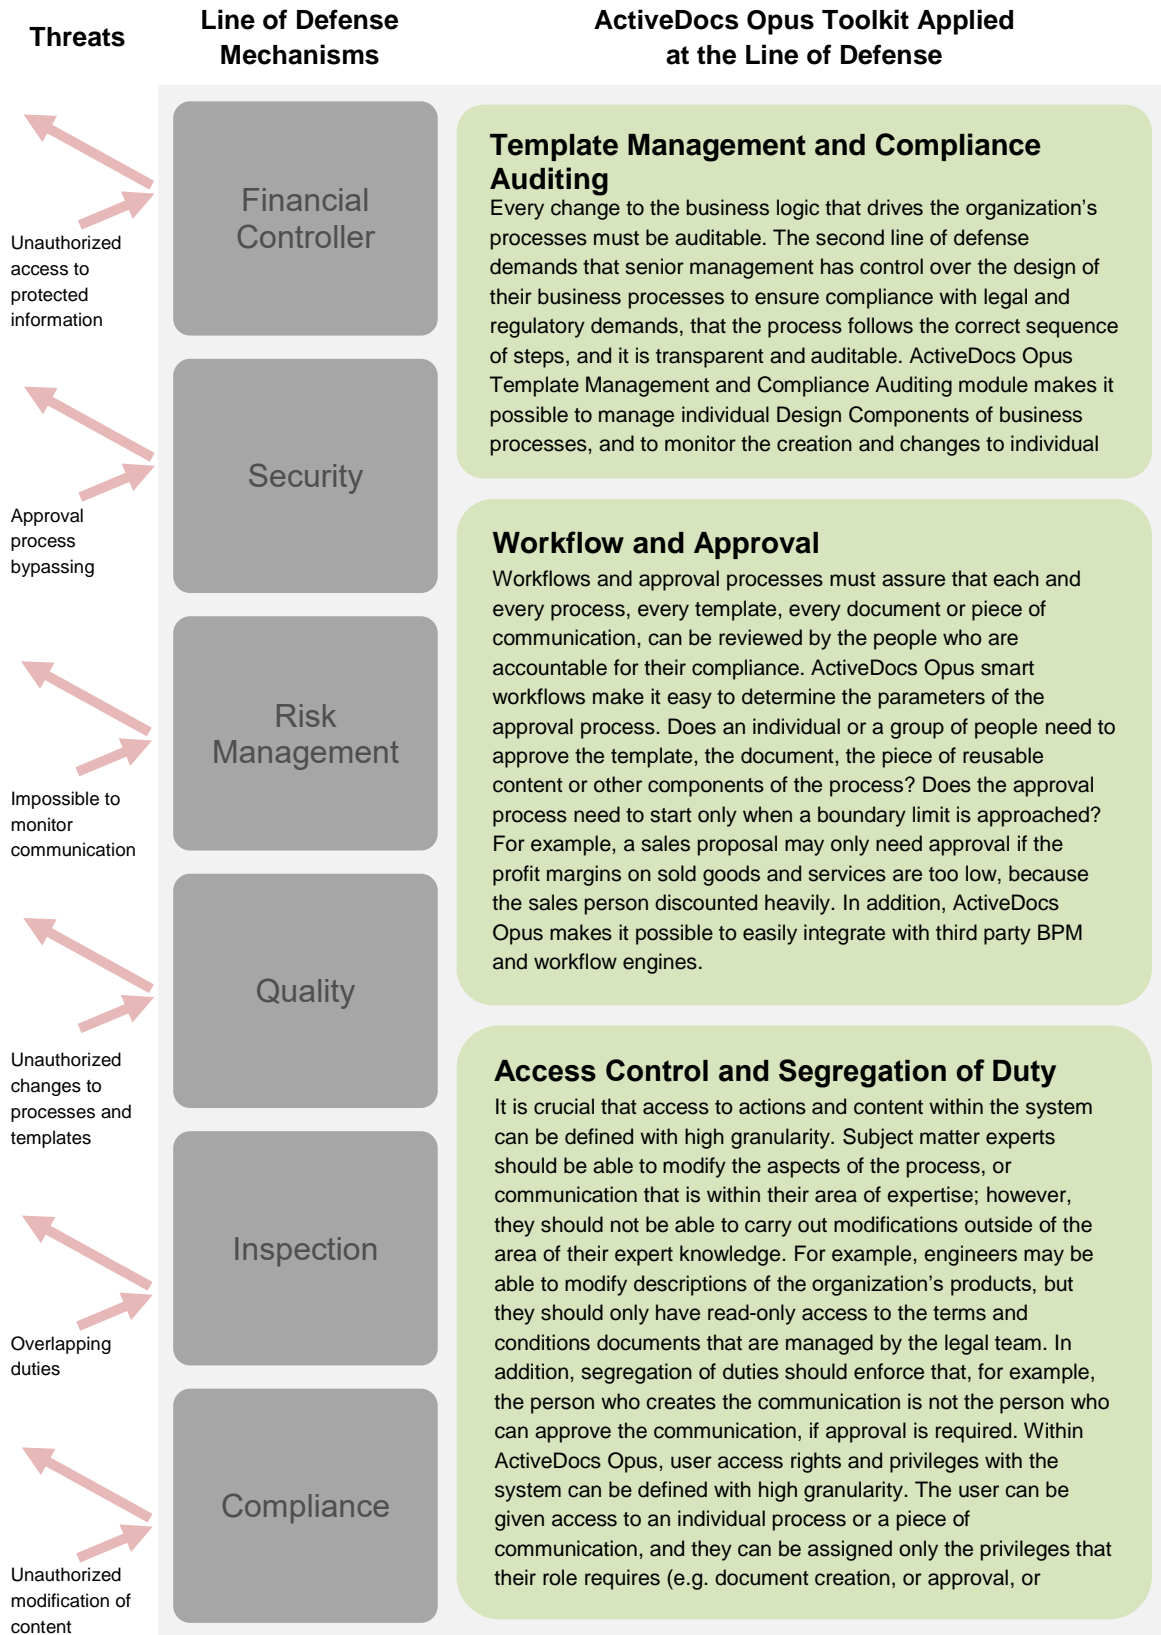 Threats
Line of Defense
Mechanisms
ActiveDocs Opus Toolkit Applied
at the Line of Defense
Unauthorized
access to
protected
information
Approval
process
bypassing
Impossible to
monitor
communication
Unauthorized
changes to
processes and
templates
Overlapping
duties
Unauthorized
modification of
content
Financial
Controller
Security
Risk
Management
Quality
Inspection
Compliance
Template Management and Compliance
Auditing
Every change to the business logic that drives the organization’s
processes must be auditable. The second line of defense
demands that senior management has control over the design of
their business processes to ensure compliance with legal and
regulatory demands, that the process follows the correct sequence
of steps, and it is transparent and auditable. ActiveDocs Opus
Template Management and Compliance Auditing module makes it
possible to manage individual Design Components of business
processes, and to monitor the creation and changes to individual
Workflow and Approval
Workflows and approval processes must assure that each and
every process, every template, every document or piece of
communication, can be reviewed by the people who are
accountable for their compliance. ActiveDocs Opus smart
workflows make it easy to determine the parameters of the
approval process. Does an individual or a group of people need to
approve the template, the document, the piece of reusable
content or other components of the process? Does the approval
process need to start only when a boundary limit is approached?
For example, a sales proposal may only need approval if the
profit margins on sold goods and services are too low, because
the sales person discounted heavily. In addition, ActiveDocs
Opus makes it possible to easily integrate with third party BPM
and workflow engines.
Access Control and Segregation of Duty
It is crucial that access to actions and content within the system
can be defined with high granularity. Subject matter experts
should be able to modify the aspects of the process, or
communication that is within their area of expertise; however,
they should not be able to carry out modifications outside of the
area of their expert knowledge. For example, engineers may be
able to modify descriptions of the organization’s products, but
they should only have read-only access to the terms and
conditions documents that are managed by the legal team. In
addition, segregation of duties should enforce that, for example,
the person who creates the communication is not the person who
can approve the communication, if approval is required. Within
ActiveDocs Opus, user access rights and privileges with the
system can be defined with high granularity. The user can be
given access to an individual process or a piece of
communication, and they can be assigned only the privileges that
their role requires (e.g. document creation, or approval, or